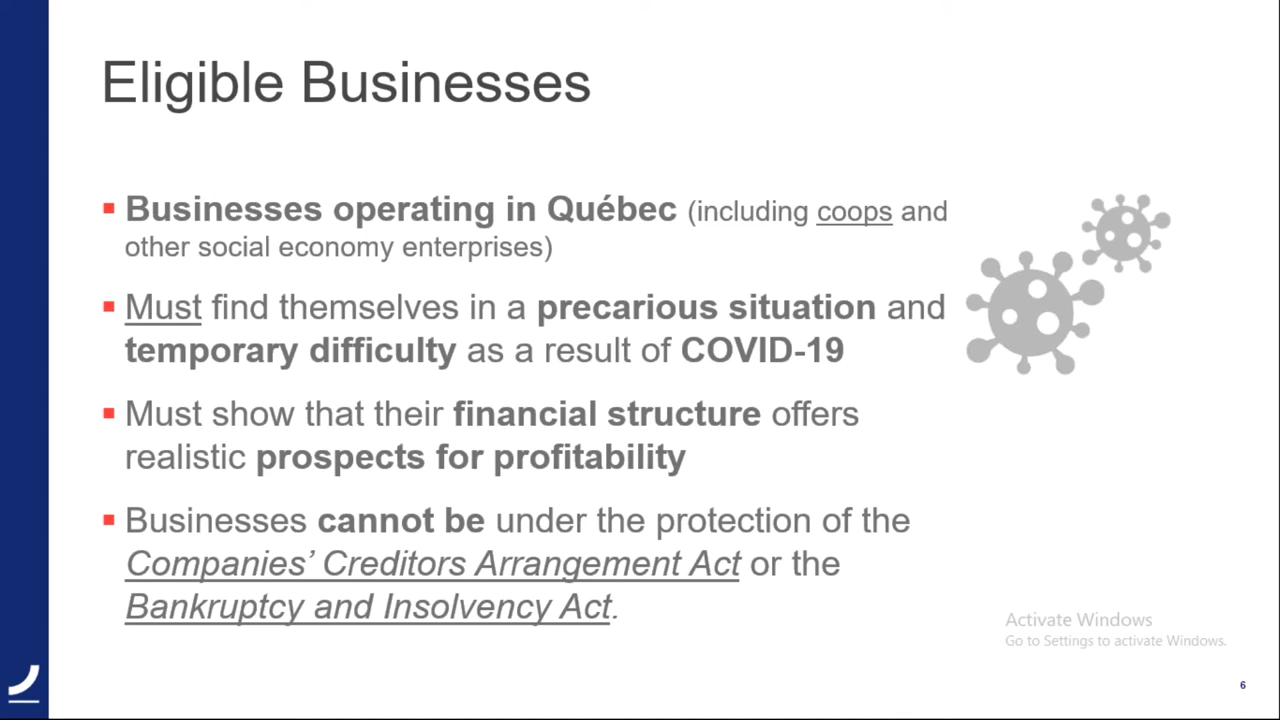 Eligible Businesses
Businesses operating in Québec (including coops and
other social economy enterprises)
Must find themselves in a precarious situation and
temporary difficulty as a result of COVID-19
Must show that their financial structure offers
realistic prospects for profitability
Businesses cannot be under the protection of the
Companies’ Creditors Arrangement Act or the
Bankruptcy and Insolvency Act.
Activate Windows
Go to Settings to activate Windows.
6